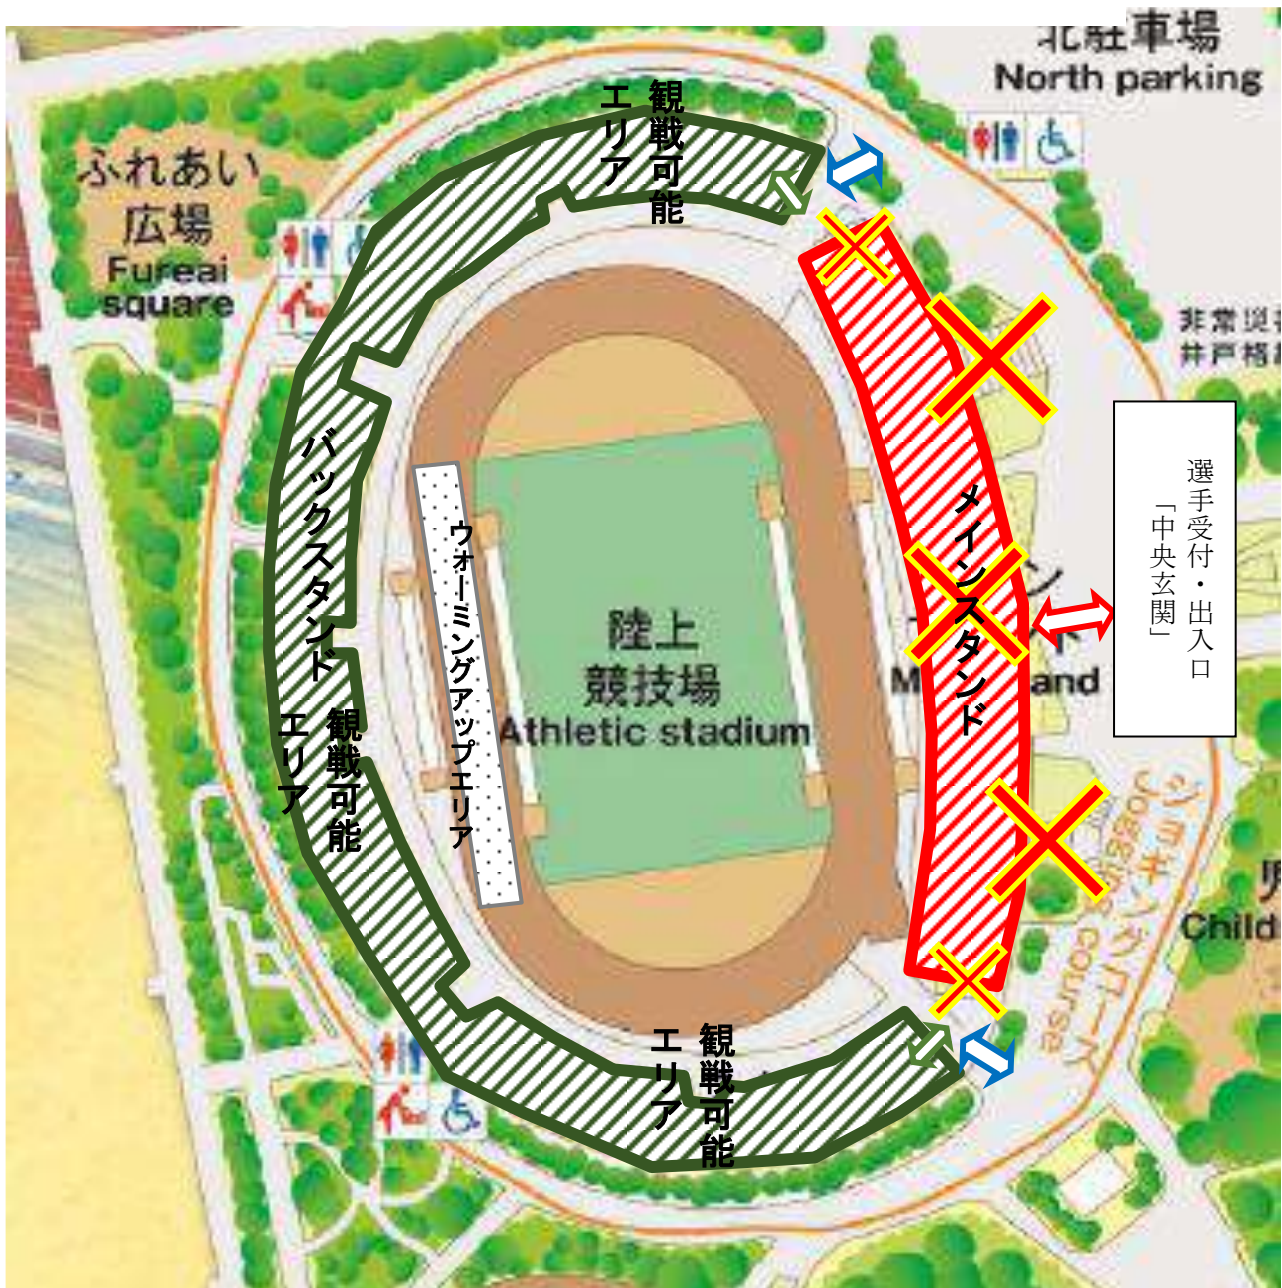 北駐車場
North parking
観戦可能
エリア
ふれあい
広場
Fureai
square
非常災
井戸格
バックスタンド
観戦可能
エリア
ウォーミングアップエリア
陸上
競技場
Athletic stadium
メインスタンド
選手受付・出入口
「中央玄関」
ジョギングコース
Jogging course
Child
観戦可能
エリア